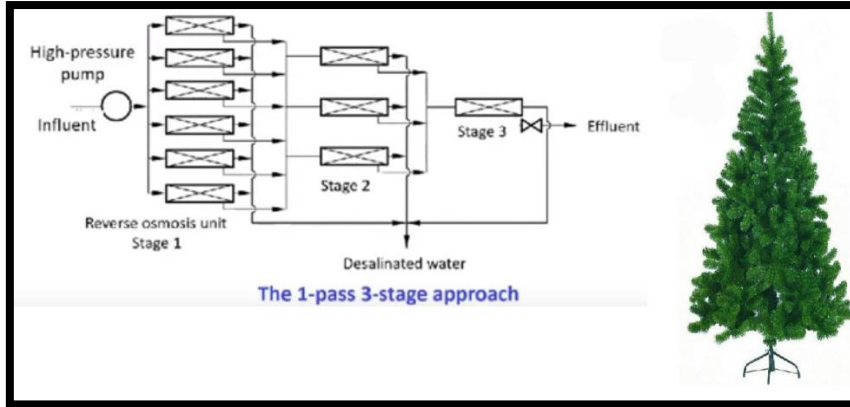 High-pressure
pump
Influent
Reverse osmosis unit
Stage 1
Stage 2
Stage 3
Effluent
Desalinated water
The 1-pass 3-stage approach